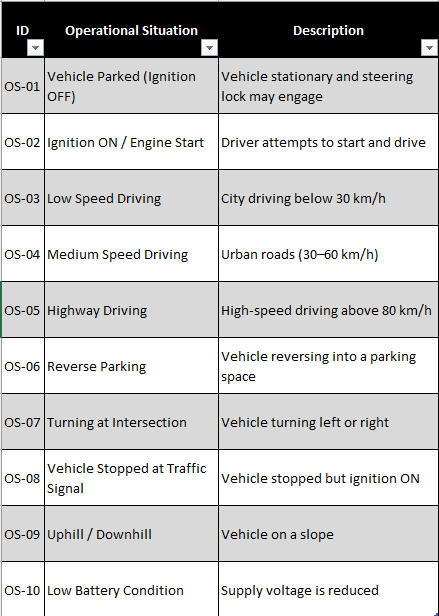 ID Operational Situation Description
OS-01 Vehicle Parked (Ignition OFF) Vehicle stationary and steering lock may engage
OS-02 Ignition ON / Engine Start Driver attempts to start and drive
OS-03 Low Speed Driving City driving below 30 km/h
OS-04 Medium Speed Driving Urban roads (30–60 km/h)
OS-05 Highway Driving High-speed driving above 80 km/h
OS-06 Reverse Parking Vehicle reversing into a parking space
OS-07 Turning at Intersection Vehicle turning left or right
OS-08 Vehicle Stopped at Traffic Signal Vehicle stopped but ignition ON
OS-09 Uphill / Downhill Vehicle on a slope
OS-10 Low Battery Condition Supply voltage is reduced